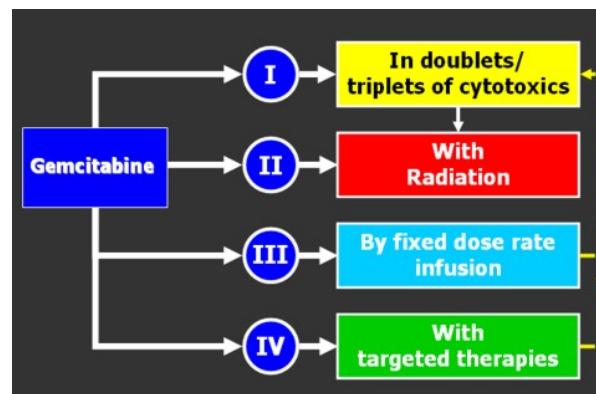 Gemcitabine
I
In doublets/
triplets of cytotoxics
II
With
Radiation
III
By fixed dose rate
infusion
IV
With
targeted therapies